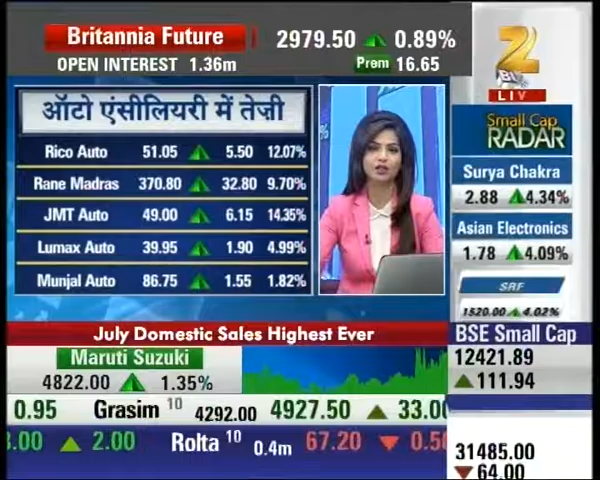 Britannia Future 2979.50 0.89%
OPEN INTEREST 1.36m Prem 16.65
Z
LIV
ऑटो एंसीलियरी में तेज़ी
Rico Auto 51.05 5.50 12.07%
Rane Madras 370.80 32.80 9.70%
JMT Auto 49.00 6.15 14.35%
Lumax Auto 39.95 1.90 4.99%
Munjal Auto 86.75 1.55 1.82%
Small Cap
RADAR
Surya Chakra
2.88 4.34%
Asian Electronics
1.78 4.09%
SRF
1520.00 4.02%
July Domestic Sales Highest Ever
Maruti Suzuki
4822.00 1.35%
BSE Small Cap
12421.89
111.94
0.95 Grasim 10 4292.00 4927.50 33.00
3.00 2.00 Rolta 10 0.4m 67.20 0.50
31485.00
64.00